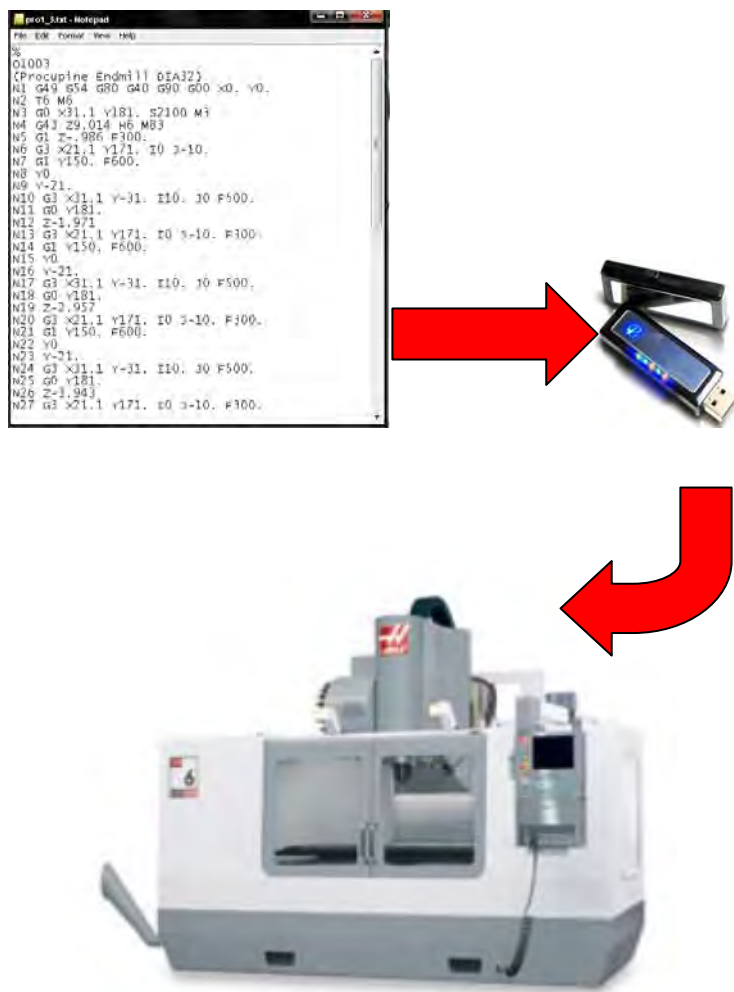 pro1_3.txt - Notepad
File Edit Format View Help
%
O1003
(Procupine Endmill DIA32)
N1 G49 G54 G80 G40 G90 G00 X0. Y0.
N2 T6 M6
N3 G0 X31.1 Y181. S2100 M3
N4 G43 Z9.014 H6 M83
N5 G1 Z-.986 F300.
N6 G3 X21.1 Y171. I0 J-10.
N7 G1 Y150. F600.
N8 Y0
N9 Y-21.
N10 G3 X31.1 Y-31. I10. J0 F500.
N11 G0 Y181.
N12 Z-1.971
N13 G3 X21.1 Y171. I0 J-10. F300.
N14 G1 Y150. F600.
N15 Y0
N16 Y-21.
N17 G3 X31.1 Y-31. I10. J0 F500.
N18 G0 Y181.
N19 Z-2.957
N20 G3 X21.1 Y171. I0 J-10. F300.
N21 G1 Y150. F600.
N22 Y0
N23 Y-21.
N24 G3 X31.1 Y-31. I10. J0 F500.
N25 G0 Y181.
N26 Z-3.943
N27 G3 X21.1 Y171. I0 J-10. F300.
HAAS
6